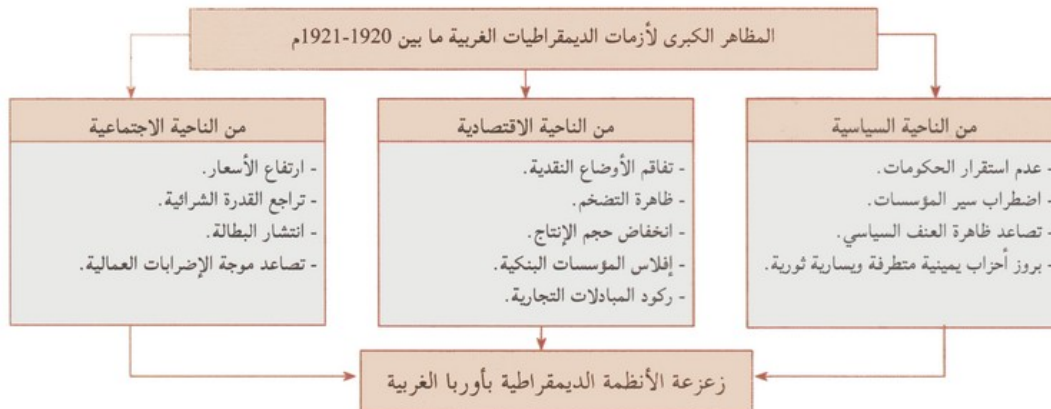 المظاهر الكبرى لأزمات الديمقراطيات الغربية ما بين 1920-1921م
من الناحية السياسية
- عدم استقرار الحكومات.
- اضطراب سير المؤسسات.
- تصاعد ظاهرة العنف السياسي.
- بروز أحزاب يمينية متطرفة ويسارية ثورية.
من الناحية الاقتصادية
- تفاقم الأوضاع النقدية.
- ظاهرة التضخم.
- انخفاض حجم الإنتاج.
- إفلاس المؤسسات البنكية.
- ركود المبادلات التجارية.
من الناحية الاجتماعية
- ارتفاع الأسعار.
- تراجع القدرة الشرائية.
- انتشار البطالة.
- تصاعد موجة الإضرابات العمالية.
زعزعة الأنظمة الديمقراطية بأوربا الغربية